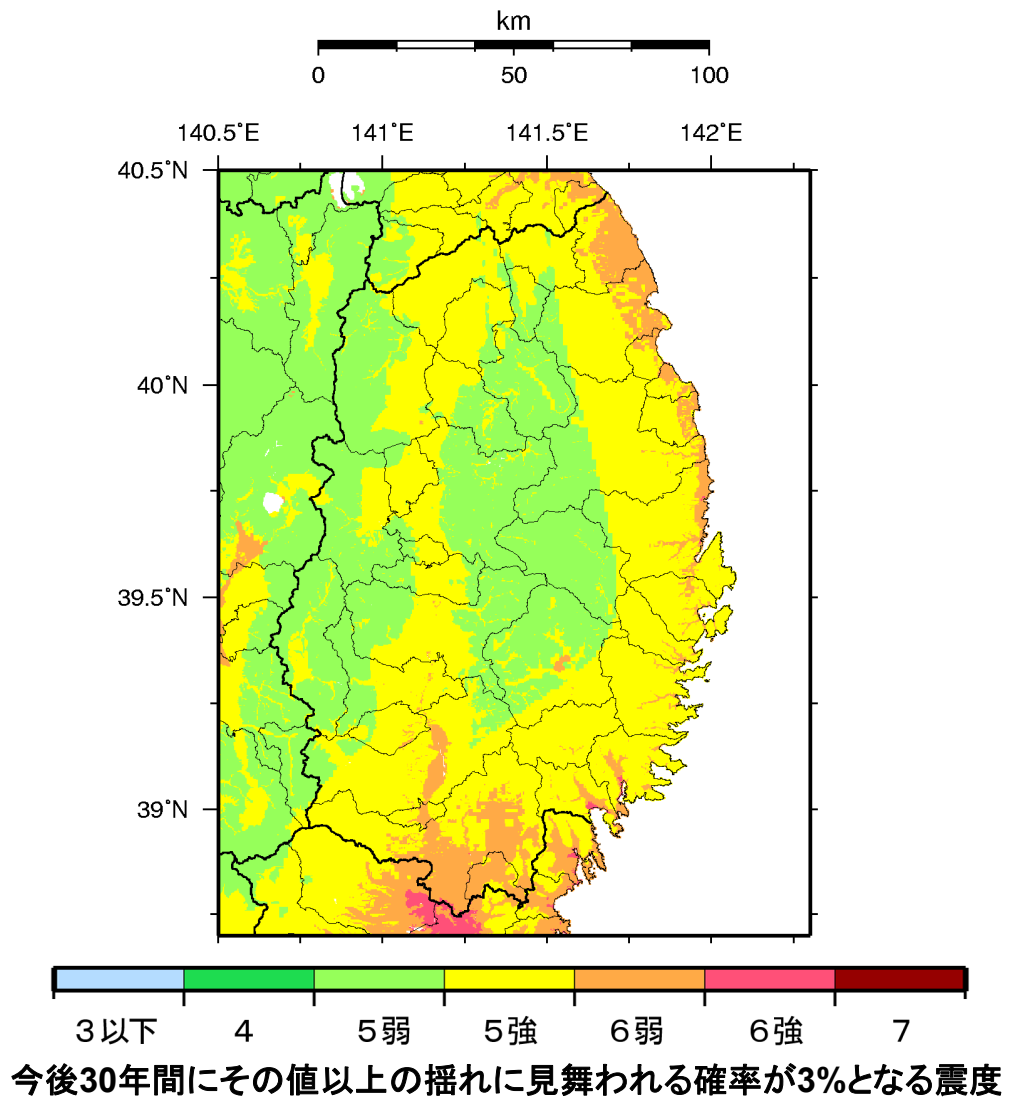 km
0 50 100
140.5˚E 141˚E 141.5˚E 142˚E
40.5˚N
40˚N
39.5˚N
39˚N
３以下 ４ ５弱 ５強 ６弱 ６強 ７
今後30年間にその値以上の揺れに見舞われる確率が3%となる震度